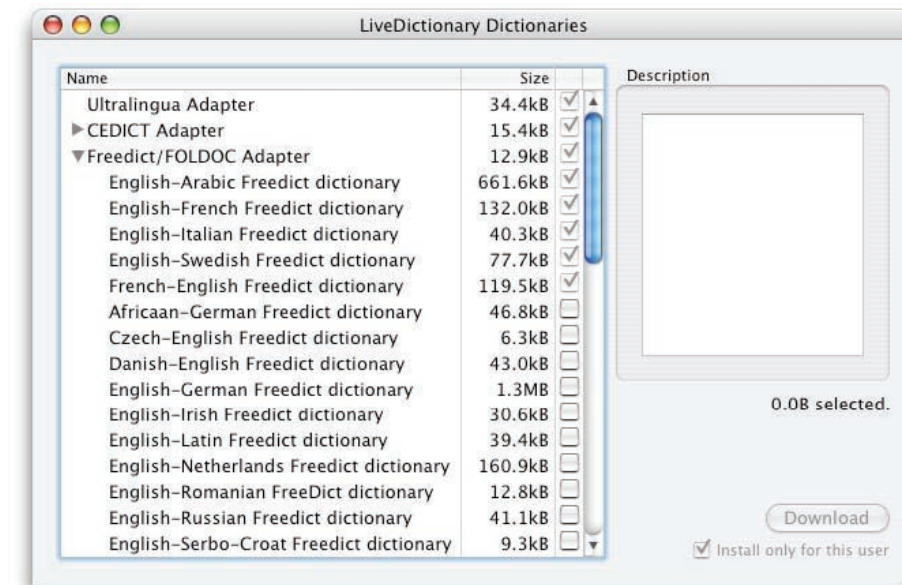 LiveDictionary Dictionaries
Name Size
Description
Ultralingua Adapter 34.4kB
CEDICT Adapter 15.4kB
Freedict/FOLDOC Adapter 12.9kB
English-Arabic Freedict dictionary 661.6kB
English-French Freedict dictionary 132.0kB
English-Italian Freedict dictionary 40.3kB
English-Swedish Freedict dictionary 77.7kB
French-English Freedict dictionary 119.5kB
Africaan-German Freedict dictionary 46.8kB
Czech-English Freedict dictionary 6.3kB
Danish-English Freedict dictionary 43.0kB
English-German Freedict dictionary 1.3MB
English-Irish Freedict dictionary 30.6kB
English-Latin Freedict dictionary 39.4kB
English-Netherlands Freedict dictionary 160.9kB
English-Romanian FreeDict dictionary 12.8kB
English-Russian Freedict dictionary 41.1kB
English-Serbo-Croat Freedict dictionary 9.3kB
0.0B selected.
Download
Install only for this user